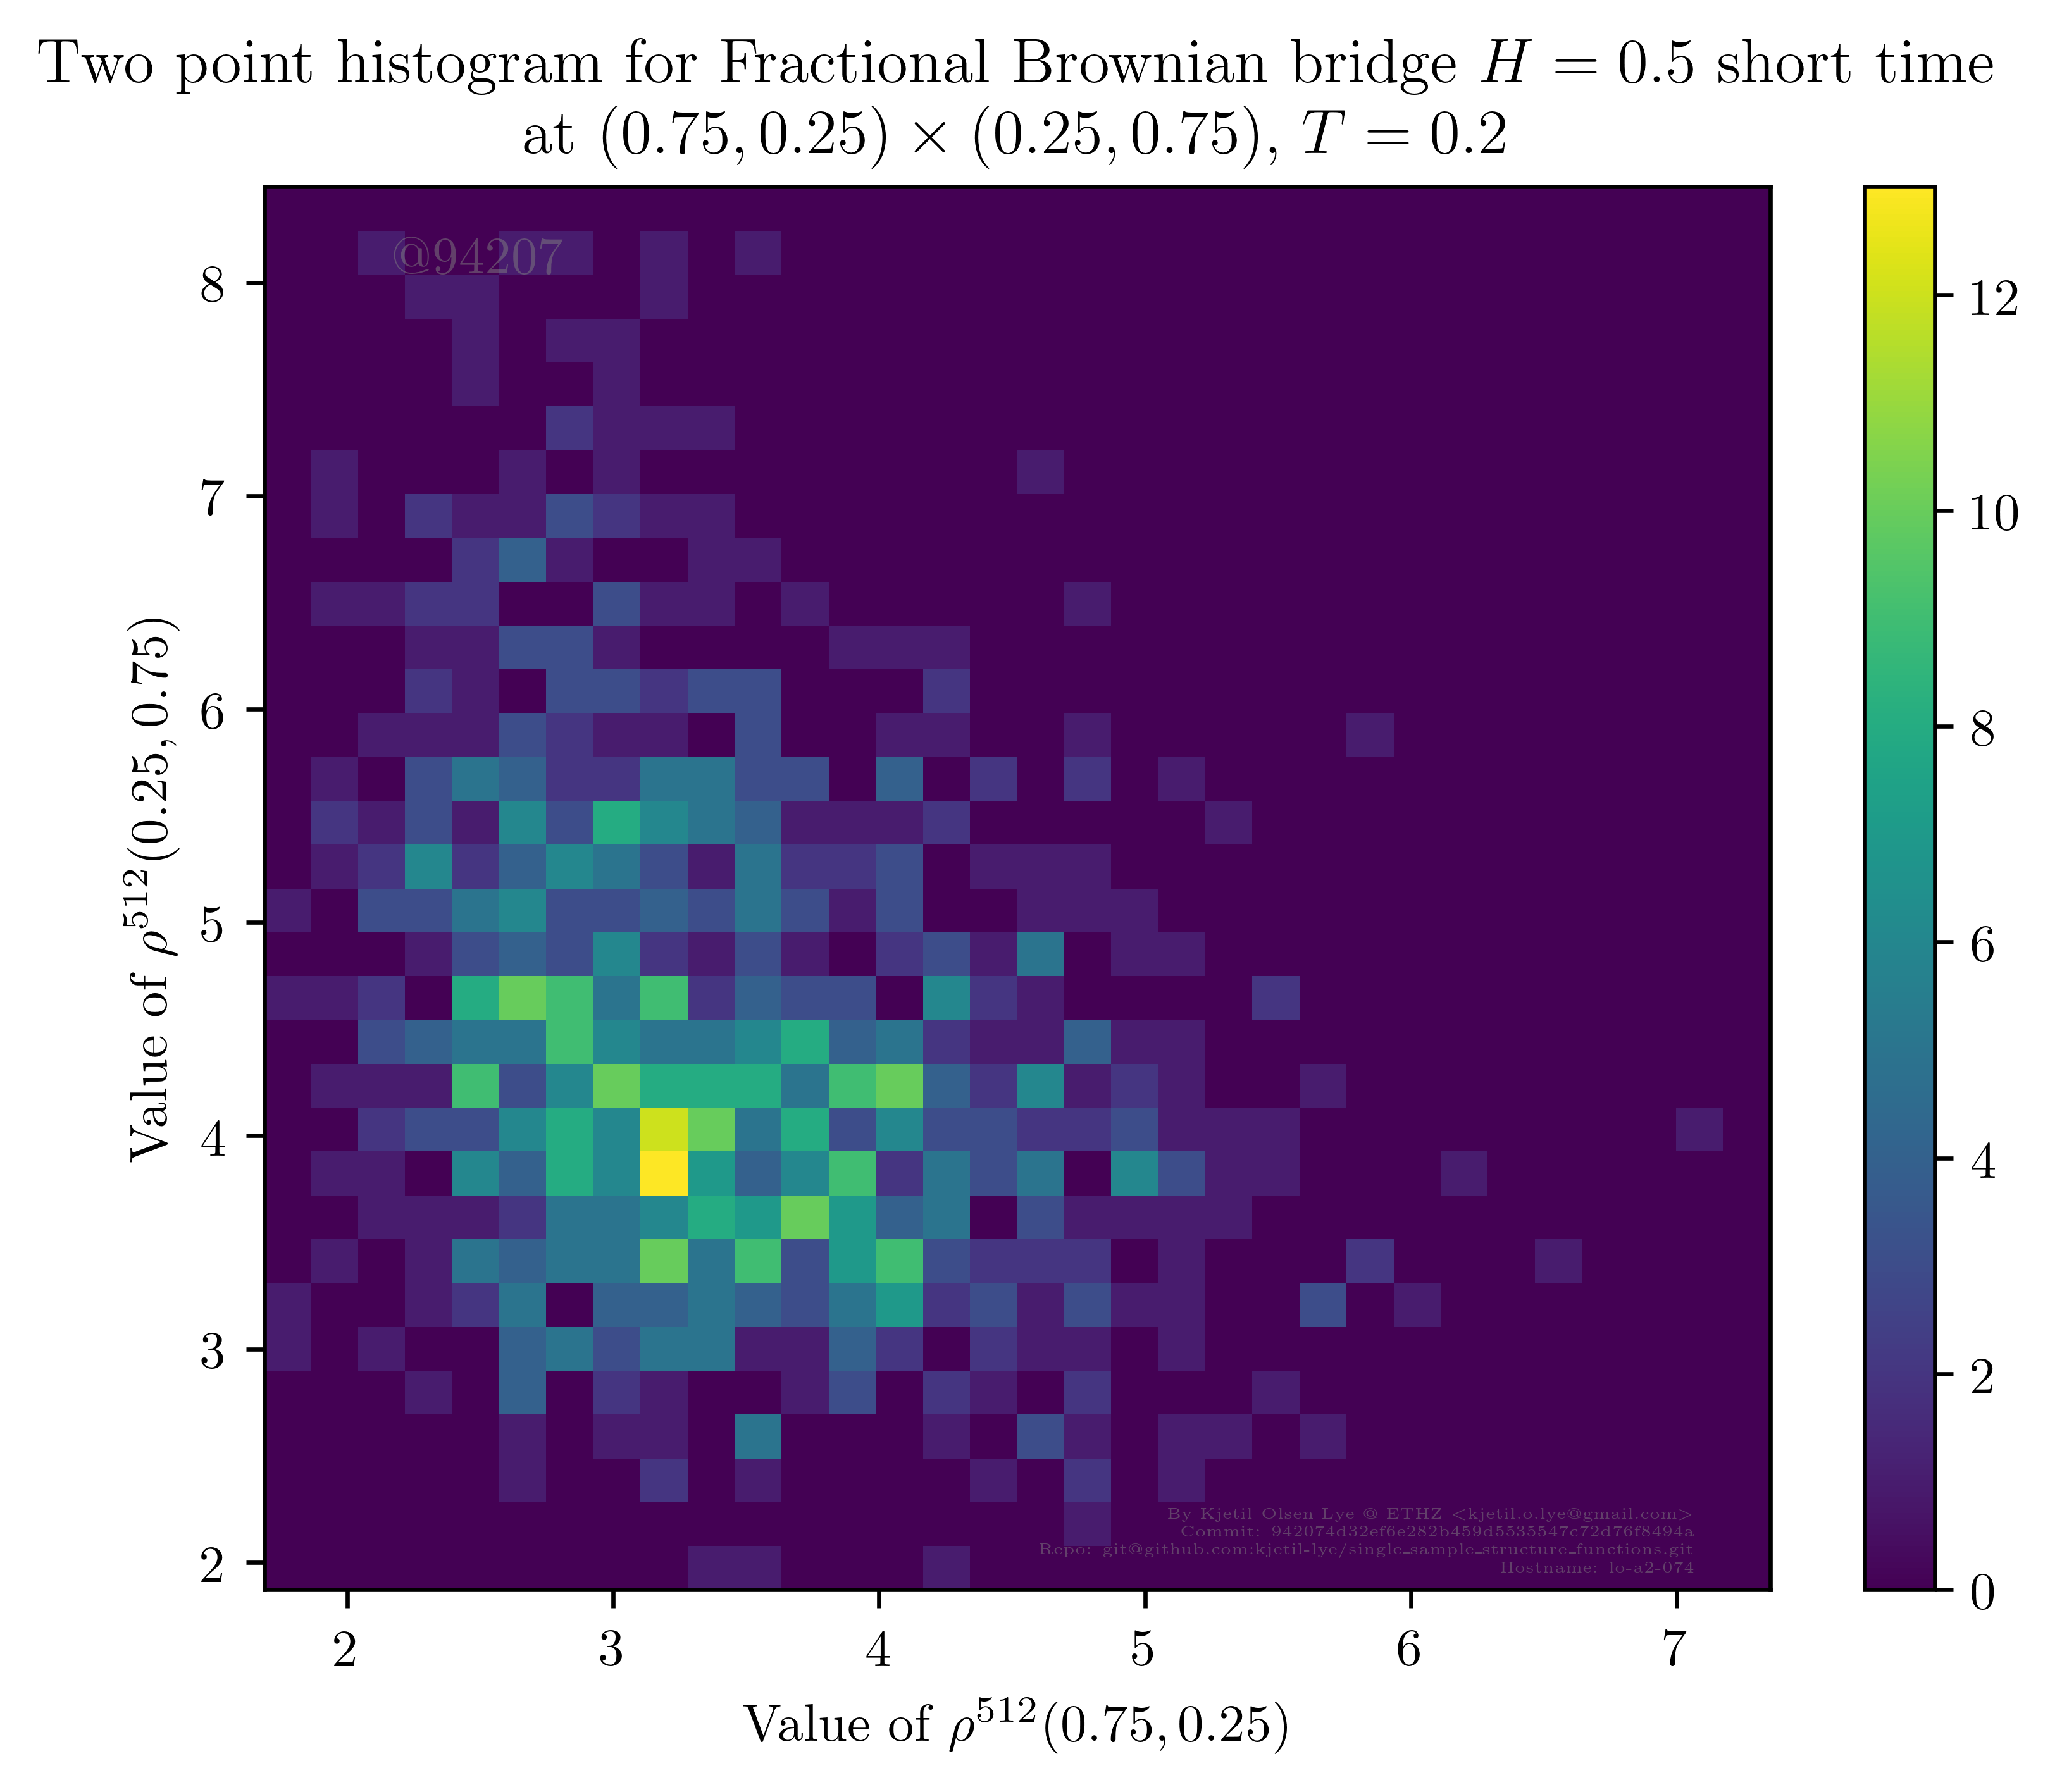 Two point histogram for Fractional Brownian bridge H = 0.5 short time
at (0.75, 0.25) × (0.25, 0.75), T = 0.2
@94207
8
7
6
5
4
3
2
Value of ρ^512(0.25, 0.75)
2 3 4 5 6 7
Value of ρ^512(0.75, 0.25)
12
10
8
6
4
2
0
By Kjetil Olsen Lye @ ETHZ <kjetil.o.lye@gmail.com>
Commit: 942074d32ef6e282b459d5535547c72d76f8494a
Repo: git@github.com:kjetil-lye/single_sample_structure_functions.git
Hostname: lo-a2-074